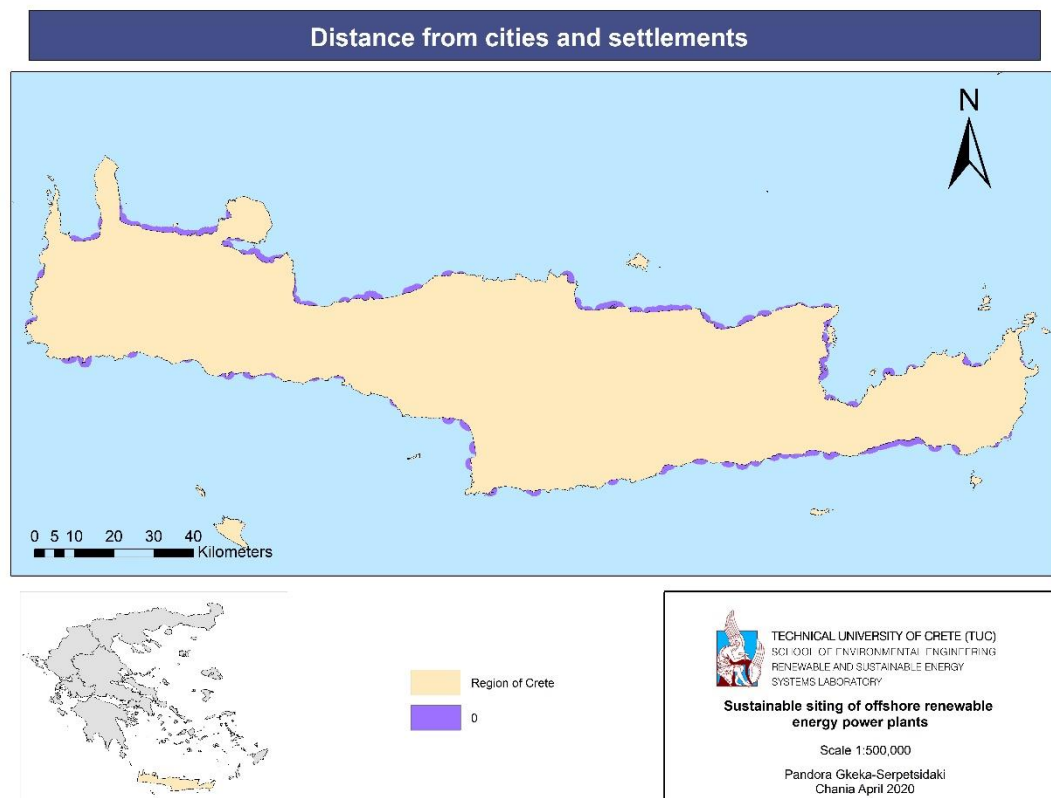 Distance from cities and settlements
N
0 5 10 20 30 40
Kilometers
Region of Crete
0
TECHNICAL UNIVERSITY OF CRETE (TUC)
SCHOOL OF ENVIRONMENTAL ENGINEERING
RENEWABLE AND SUSTAINABLE ENERGY
SYSTEMS LABORATORY
Sustainable siting of offshore renewable
energy power plants
Scale 1:500,000
Pandora Gkeka-Serpetsidaki
Chania April 2020